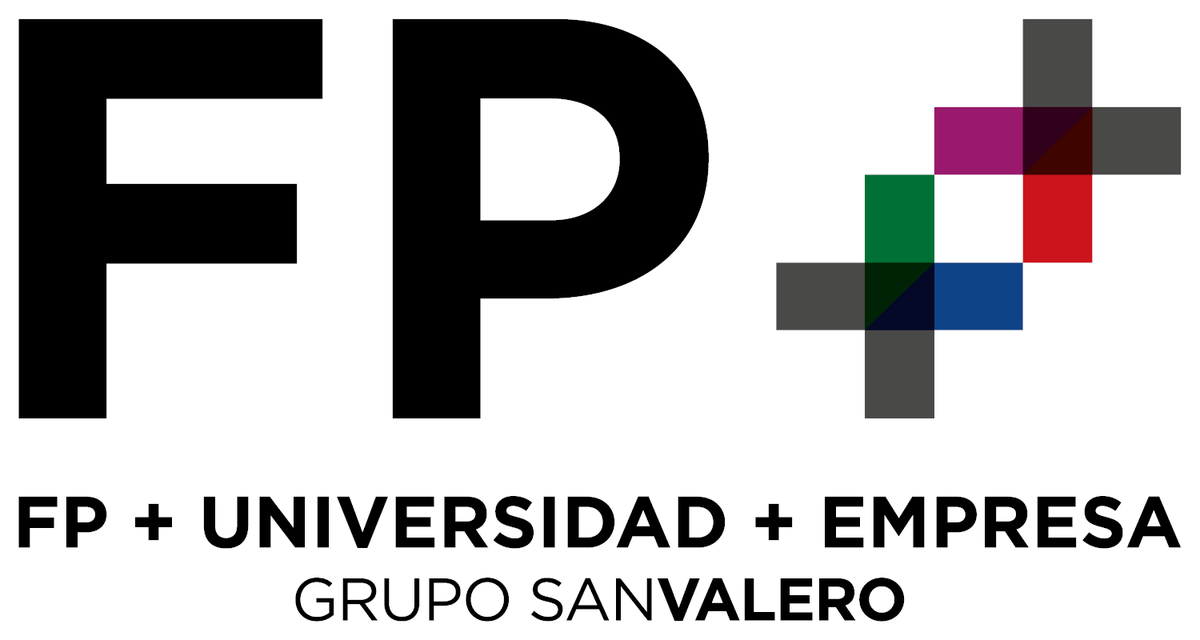 FP
FP + UNIVERSIDAD + EMPRESA
GRUPO SANVALERO